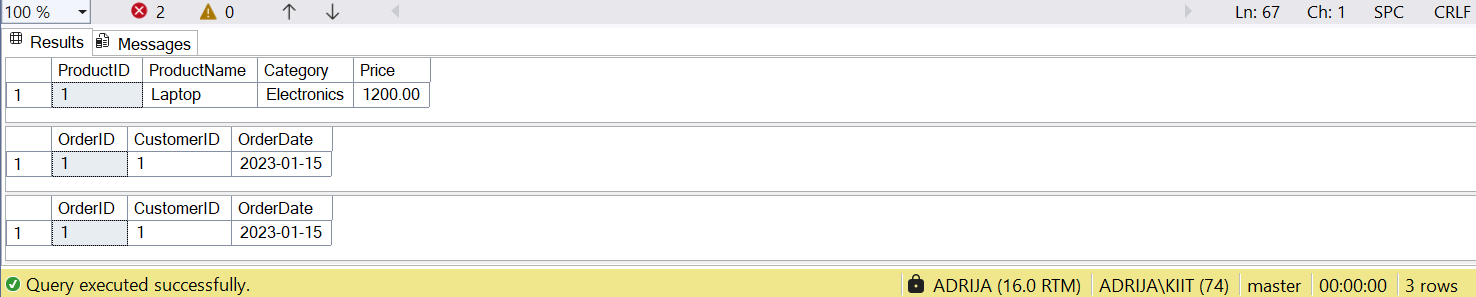 100 % 2 0 Ln: 67 Ch: 1 SPC CRLF
Results Messages
ProductID ProductName Category Price
1 1 Laptop Electronics 1200.00
OrderID CustomerID OrderDate
1 1 1 2023-01-15
OrderID CustomerID OrderDate
1 1 1 2023-01-15
Query executed successfully. ADRIJA (16.0 RTM) ADRIJA\KIIT (74) master 00:00:00 3 rows